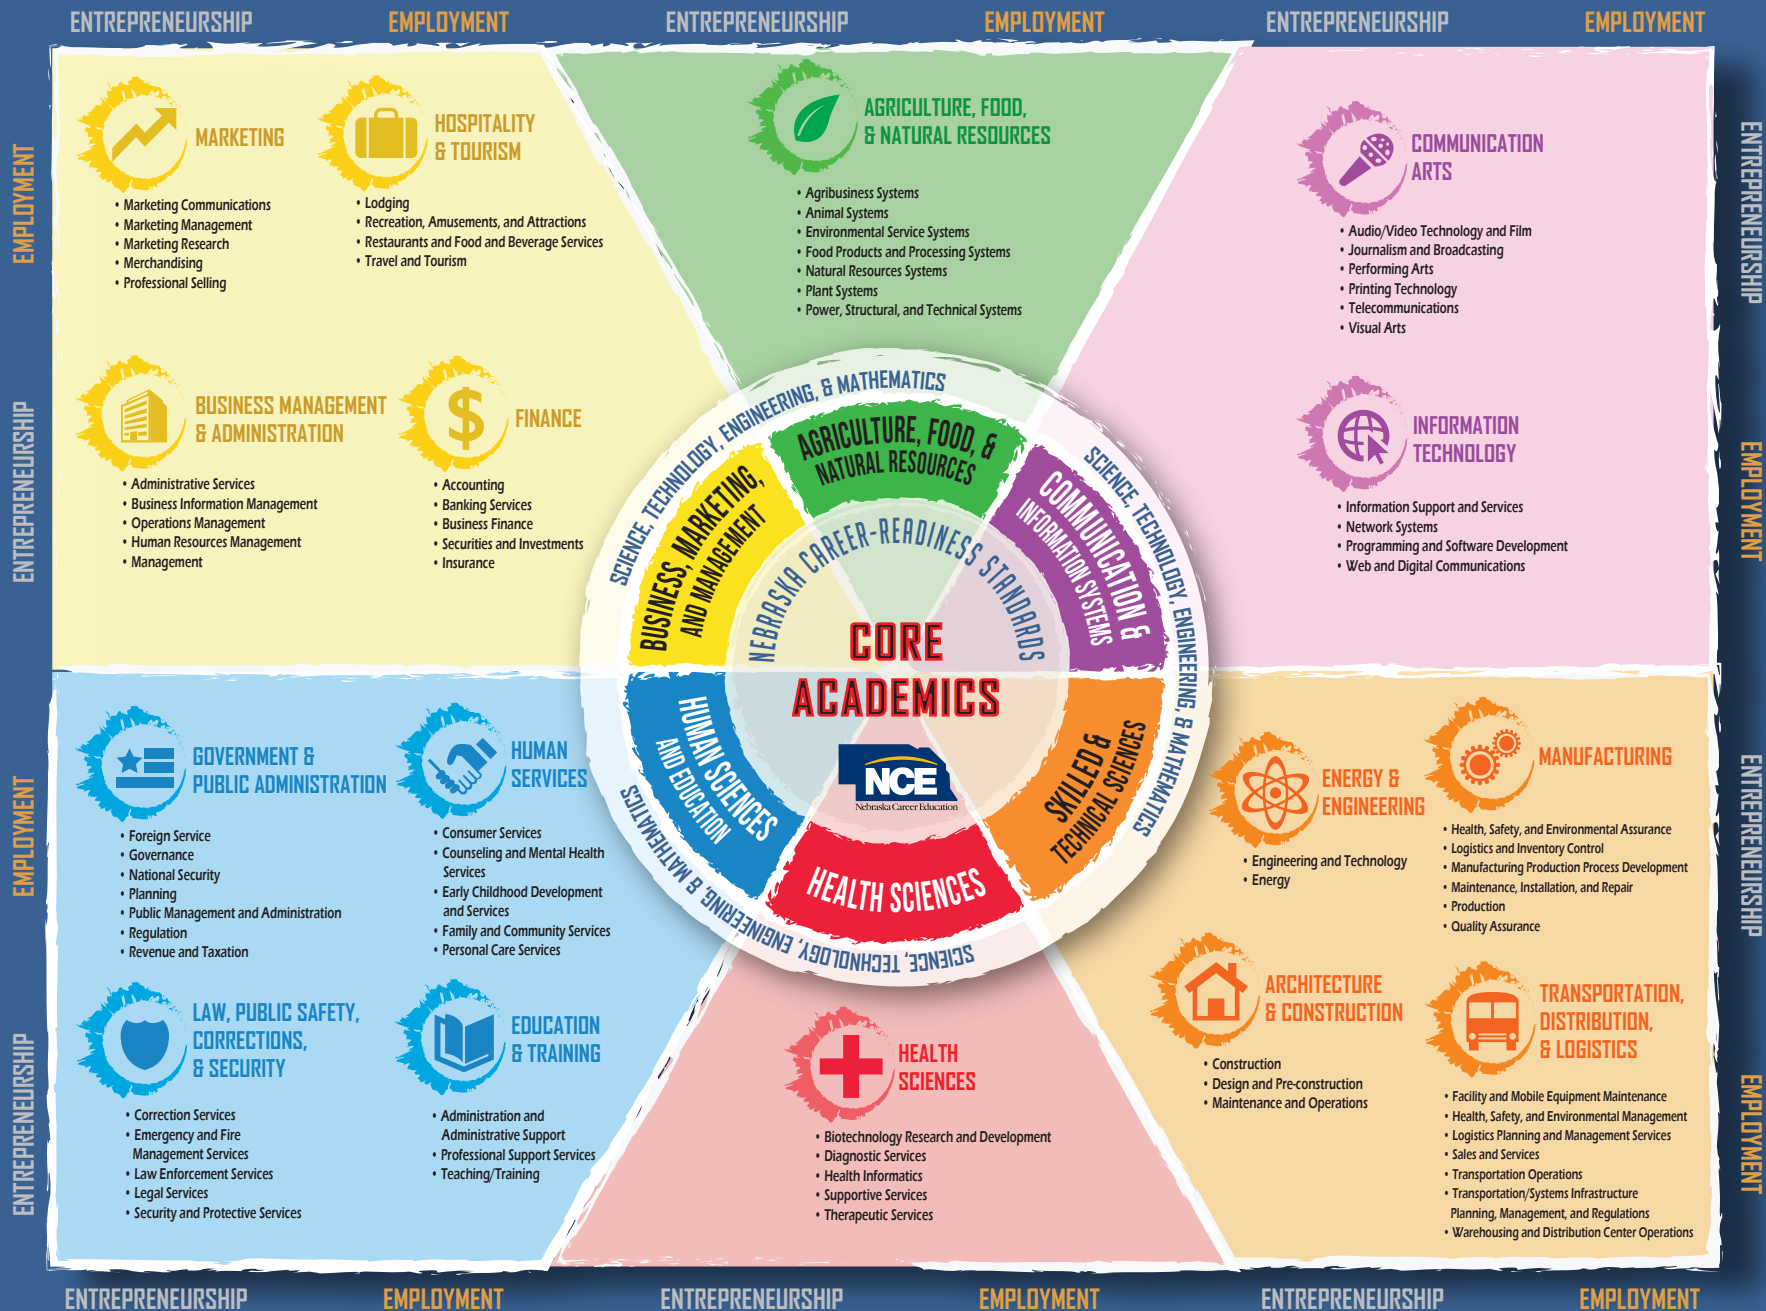 ENTREPRENEURSHIP
EMPLOYMENT
ENTREPRENEURSHIP
EMPLOYMENT
ENTREPRENEURSHIP
EMPLOYMENT
EMPLOYMENT
ENTREPRENEURSHIP
EMPLOYMENT
ENTREPRENEURSHIP
MARKETING
• Marketing Communications
• Marketing Management
• Marketing Research
• Merchandising
• Professional Selling
HOSPITALITY
& TOURISM
• Lodging
• Recreation, Amusements, and Attractions
• Restaurants and Food and Beverage Services
• Travel and Tourism
BUSINESS MANAGEMENT
& ADMINISTRATION
• Administrative Services
• Business Information Management
• Operations Management
• Human Resources Management
• Management
FINANCE
• Accounting
• Banking Services
• Business Finance
• Securities and Investments
• Insurance
AGRICULTURE, FOOD,
& NATURAL RESOURCES
• Agribusiness Systems
• Animal Systems
• Environmental Service Systems
• Food Products and Processing Systems
• Natural Resources Systems
• Plant Systems
• Power, Structural, and Technical Systems
COMMUNICATION
ARTS
• Audio/Video Technology and Film
• Journalism and Broadcasting
• Performing Arts
• Printing Technology
• Telecommunications
• Visual Arts
INFORMATION
TECHNOLOGY
• Information Support and Services
• Network Systems
• Programming and Software Development
• Web and Digital Communications
SCIENCE, TECHNOLOGY, ENGINEERING, & MATHEMATICS
SCIENCE, TECHNOLOGY, ENGINEERING, & MATHEMATICS
SCIENCE, TECHNOLOGY, ENGINEERING, & MATHEMATICS
AGRICULTURE, FOOD, &
NATURAL RESOURCES
COMMUNICATION &
INFORMATION SYSTEMS
SKILLED &
TECHNICAL SCIENCES
HEALTH SCIENCES
HUMAN SCIENCES
AND EDUCATION
BUSINESS, MARKETING,
AND MANAGEMENT
NEBRASKA CAREER-READINESS STANDARDS
CORE
ACADEMICS
NCE
Nebraska Career Education
GOVERNMENT &
PUBLIC ADMINISTRATION
• Foreign Service
• Governance
• National Security
• Planning
• Public Management and Administration
• Regulation
• Revenue and Taxation
HUMAN
SERVICES
• Consumer Services
• Counseling and Mental Health
Services
• Early Childhood Development
and Services
• Family and Community Services
• Personal Care Services
LAW, PUBLIC SAFETY,
CORRECTIONS,
& SECURITY
• Correction Services
• Emergency and Fire
Management Services
• Law Enforcement Services
• Legal Services
• Security and Protective Services
EDUCATION
& TRAINING
• Administration and
Administrative Support
• Professional Support Services
• Teaching/Training
HEALTH
SCIENCES
• Biotechnology Research and Development
• Diagnostic Services
• Health Informatics
• Supportive Services
• Therapeutic Services
ENERGY &
ENGINEERING
• Engineering and Technology
• Energy
MANUFACTURING
• Health, Safety, and Environmental Assurance
• Logistics and Inventory Control
• Manufacturing Production Process Development
• Maintenance, Installation, and Repair
• Production
• Quality Assurance
ARCHITECTURE
& CONSTRUCTION
• Construction
• Design and Pre-construction
• Maintenance and Operations
TRANSPORTATION,
DISTRIBUTION,
& LOGISTICS
• Facility and Mobile Equipment Maintenance
• Health, Safety, and Environmental Management
• Logistics Planning and Management Services
• Sales and Services
• Transportation Operations
• Transportation/Systems Infrastructure
Planning, Management, and Regulations
• Warehousing and Distribution Center Operations
ENTREPRENEURSHIP
EMPLOYMENT
ENTREPRENEURSHIP
EMPLOYMENT
ENTREPRENEURSHIP
EMPLOYMENT
ENTREPRENEURSHIP
EMPLOYMENT
ENTREPRENEURSHIP
EMPLOYMENT